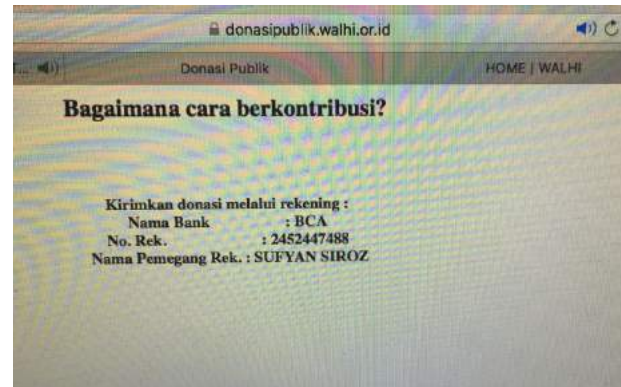 donasipublik.walhi.or.id
Donasi Publik HOME | WALHI
Bagaimana cara berkontribusi?
Kirimkan donasi melalui rekening :
Nama Bank : BCA
No. Rek. : 2452447488
Nama Pemegang Rek. : SUFYAN SIROZ